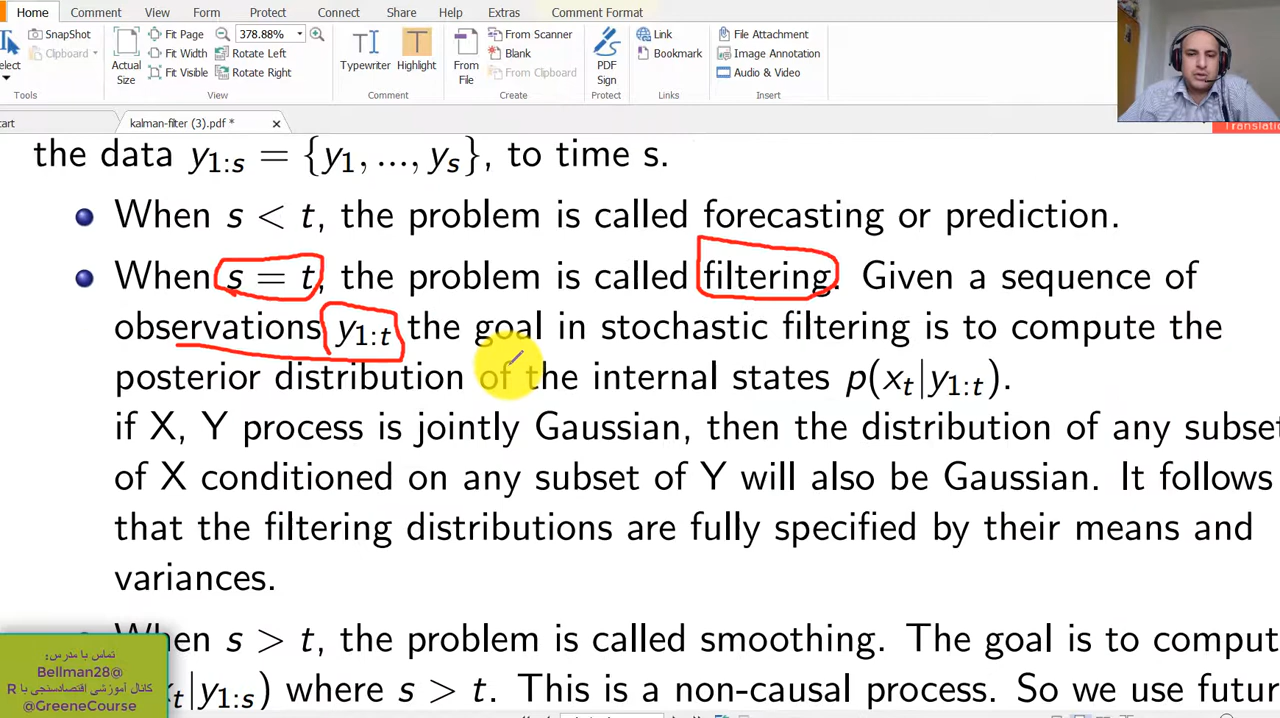 Home Comment View Form Protect Connect Share Help Extras Comment Format
SnapShot
Clipboard
Tools
Actual Size
Fit Page
Fit Width
Fit Visible
378.88%
Rotate Left
Rotate Right
View
Typewriter
Highlight
Comment
From File
From Scanner
Blank
From Clipboard
Create
PDF Sign
Protect
Link
Bookmark
Links
File Attachment
Image Annotation
Audio & Video
Insert
kalman-filter (3).pdf *
the data y₁:ₛ = {y₁, ..., yₛ}, to time s.
When s < t, the problem is called forecasting or prediction.
When s = t, the problem is called filtering. Given a sequence of
observations y₁:ₜ the goal in stochastic filtering is to compute the
posterior distribution of the internal states p(xₜ|y₁:ₜ).
if X, Y process is jointly Gaussian, then the distribution of any subset
of X conditioned on any subset of Y will also be Gaussian. It follows
that the filtering distributions are fully specified by their means and
variances.
When s > t, the problem is called smoothing. The goal is to comput
xₜ|y₁:ₛ) where s > t. This is a non-causal process. So we use futur
تماس با مدرس:
@Bellman28
کانال آموزشی اقتصادسنجی با R
@GreeneCourse